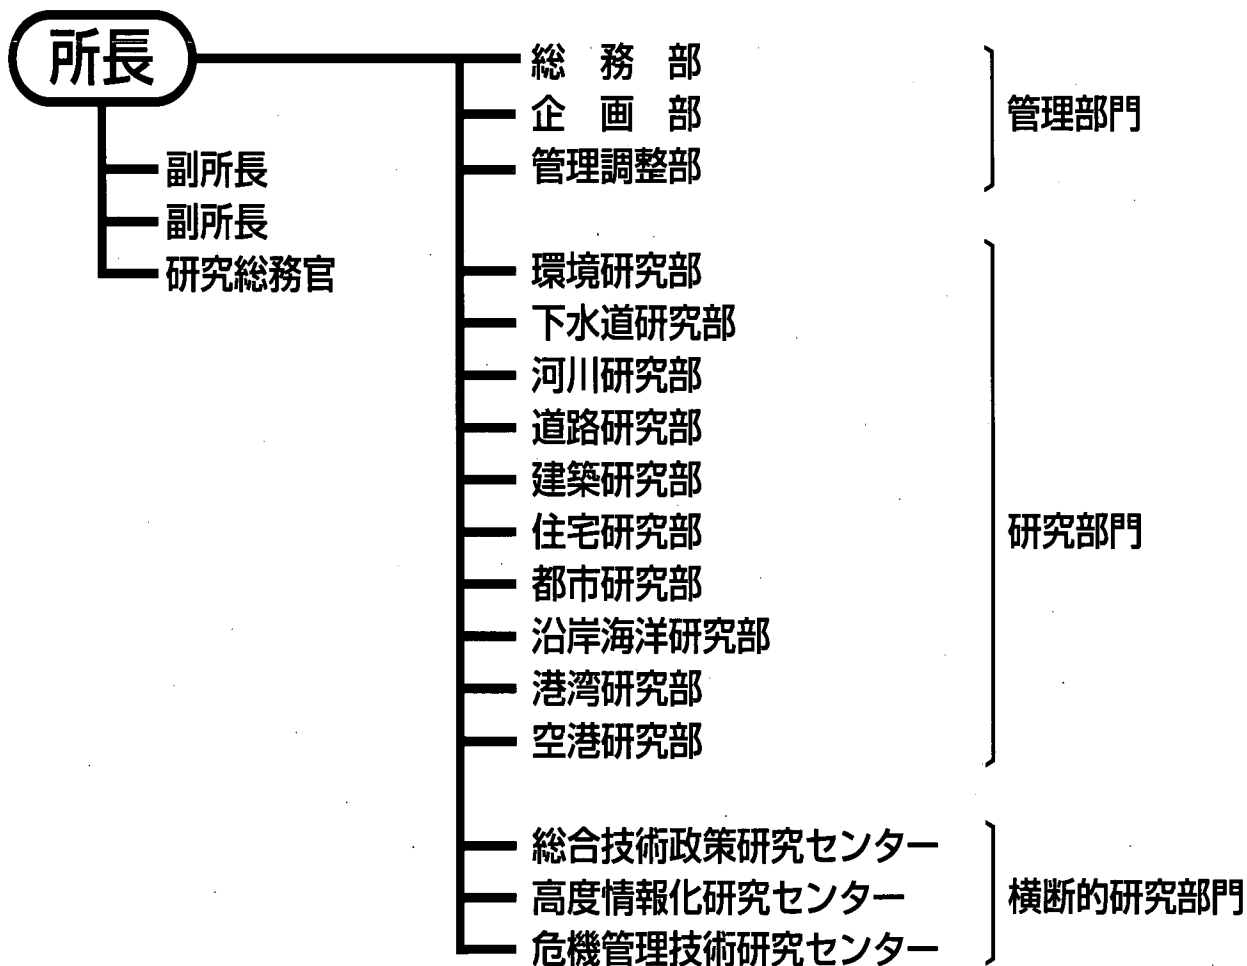 所長
副所長
副所長
研究総務官
総務部
企画部
管理調整部
管理部門
環境研究部
下水道研究部
河川研究部
道路研究部
建築研究部
住宅研究部
都市研究部
沿岸海洋研究部
港湾研究部
空港研究部
研究部門
総合技術政策研究センター
高度情報化研究センター
危機管理技術研究センター
横断的研究部門